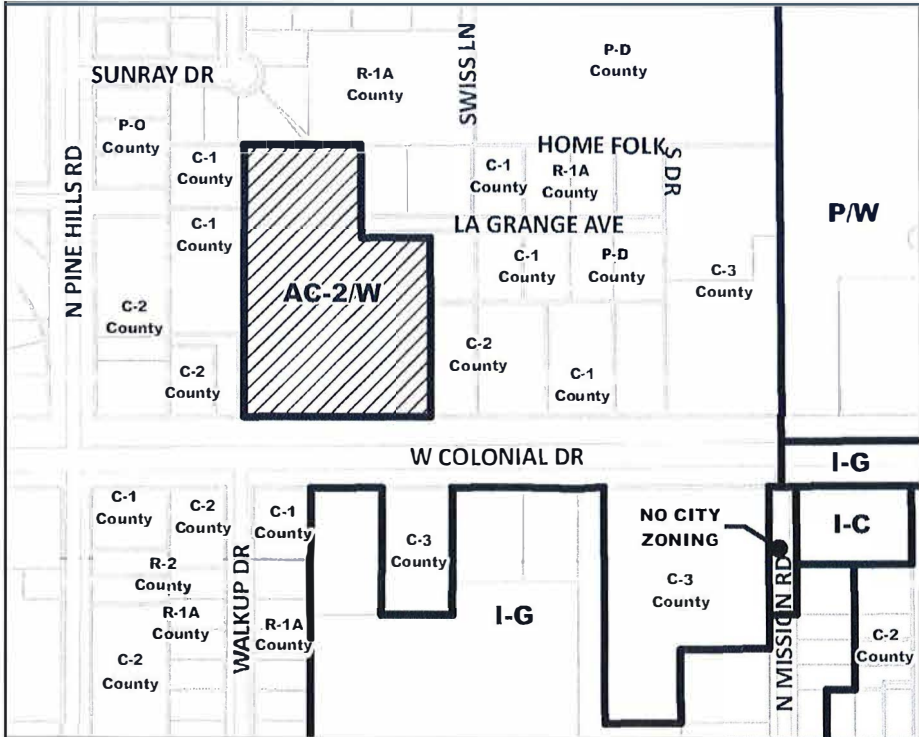 SUNRAY DR
R-1A
County
SWISS LN
P-D
County
P-O
County
C-1
County
HOME FOLK
S DR
C-1
County
R-1A
County
N PINE HILLS RD
C-1
County
LA GRANGE AVE
P/W
C-1
County
P-D
County
C-3
County
AC-2/W
C-2
County
C-2
County
C-2
County
C-1
County
W COLONIAL DR
I-G
C-1
County
C-2
County
C-1
County
NO CITY
ZONING
I-C
C-3
County
R-2
County
C-3
County
R-1A
County
WALKUP DR
R-1A
County
I-G
N MISSION RD
C-2
County
C-2
County